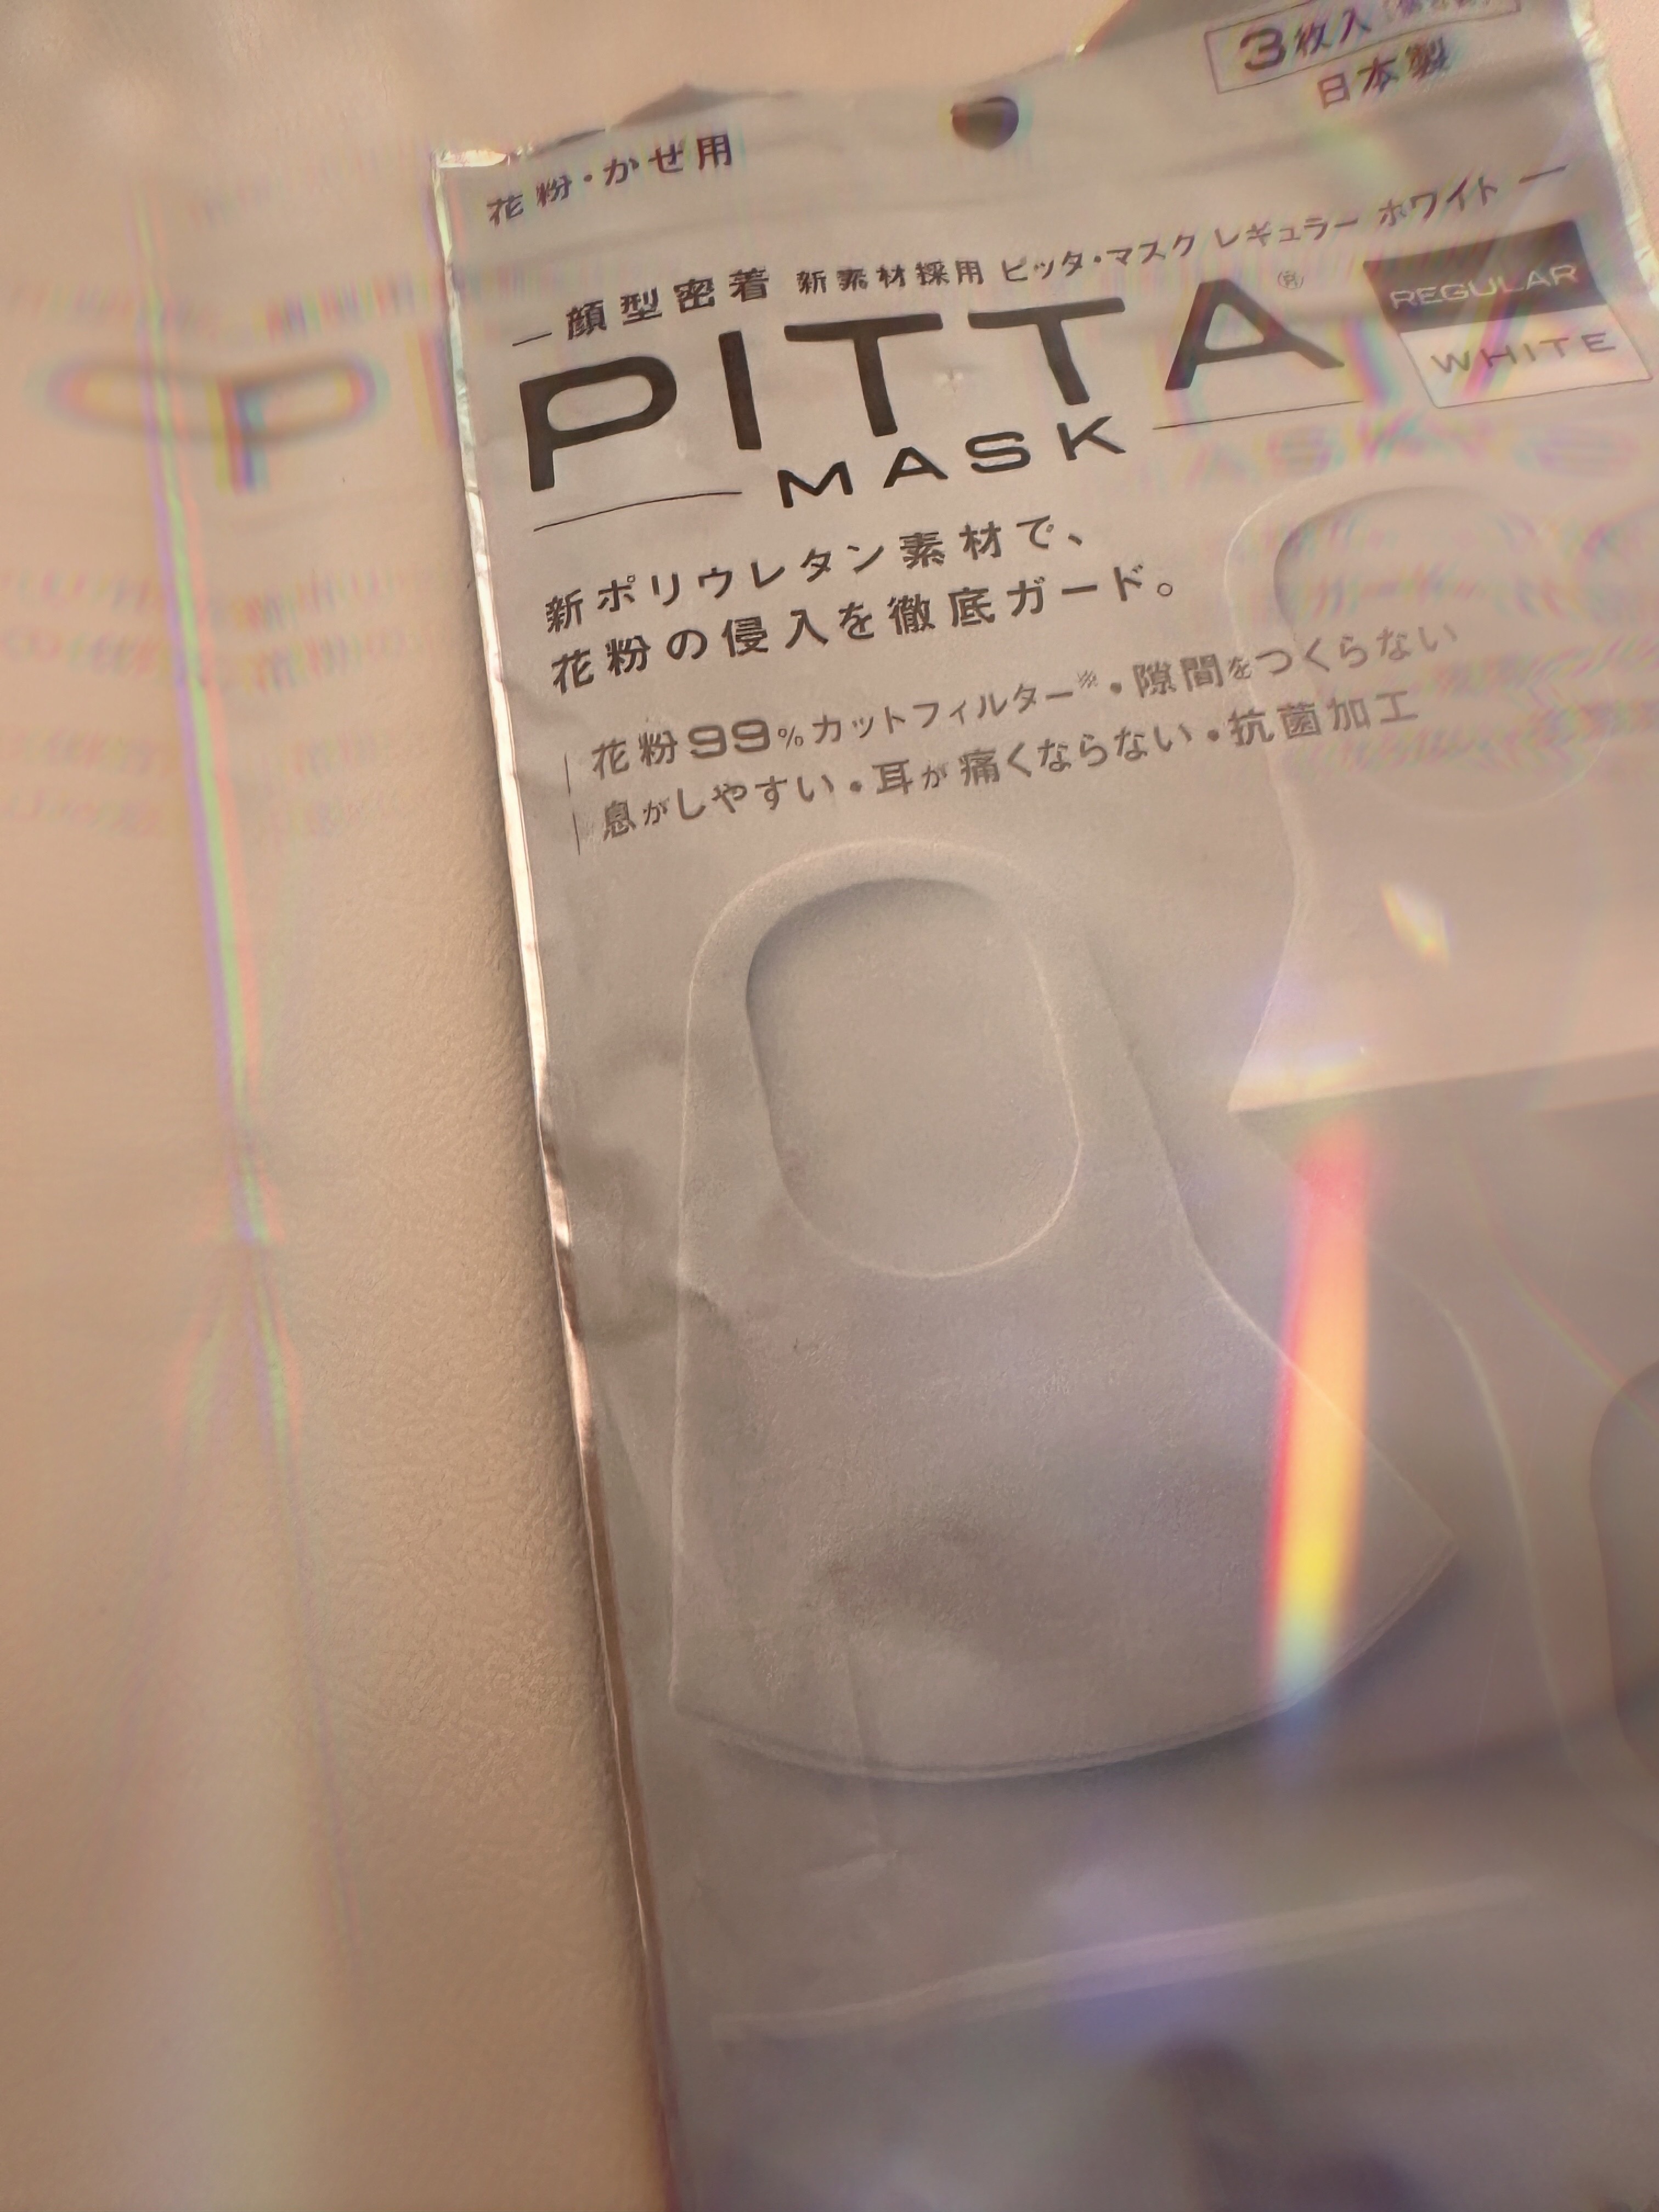 3枚入
日本製
花粉・かぜ用
顔型密着 新素材採用 ピッタ・マスク レギュラー ホワイト
PITTA®
MASK
REGULAR
WHITE
新ポリウレタン素材で、
花粉の侵入を徹底ガード。
花粉99%カットフィルター※・隙間をつくらない
息がしやすい・耳が痛くならない・抗菌加工